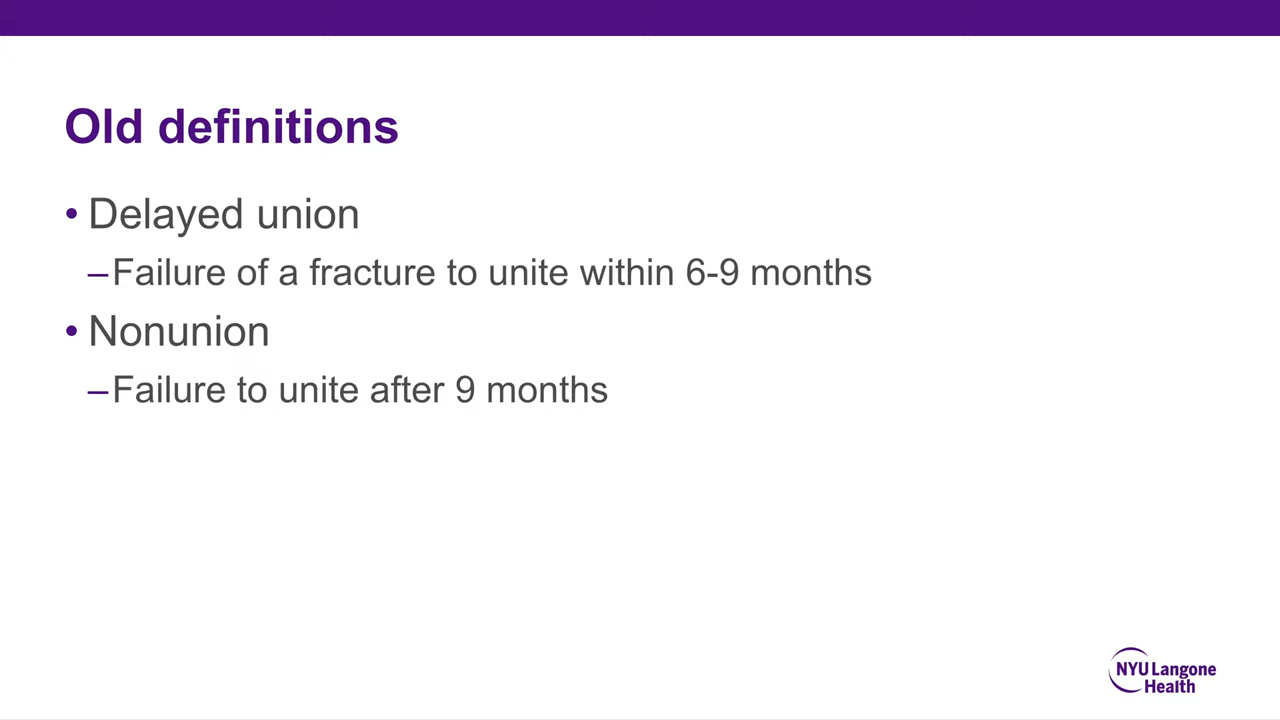 Old definitions
• Delayed union
–Failure of a fracture to unite within 6-9 months
• Nonunion
–Failure to unite after 9 months
NYU Langone
Health